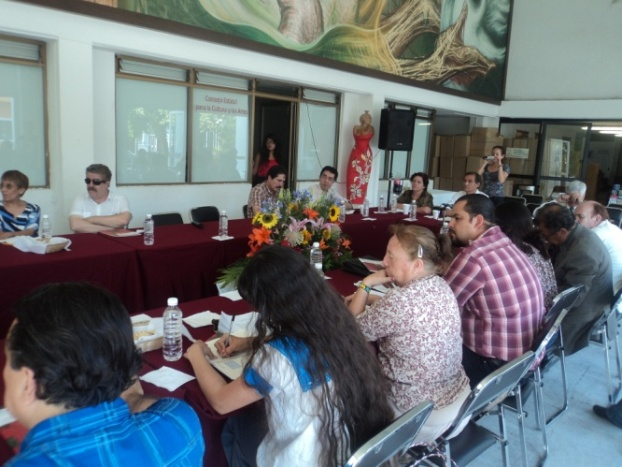 Consejo Estatal
para la Cultura y las Artes